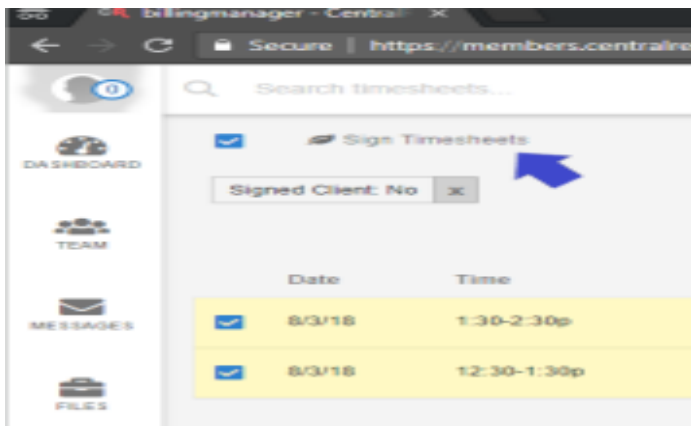 billingmanager - Central
Secure | https://members.centralre
0
Search timesheets...
Sign Timesheets
DASHBOARD
Signed Client: No x
TEAM
Date Time
MESSAGES
8/3/18 1:30-2:30p
8/3/18 12:30-1:30p
FILES